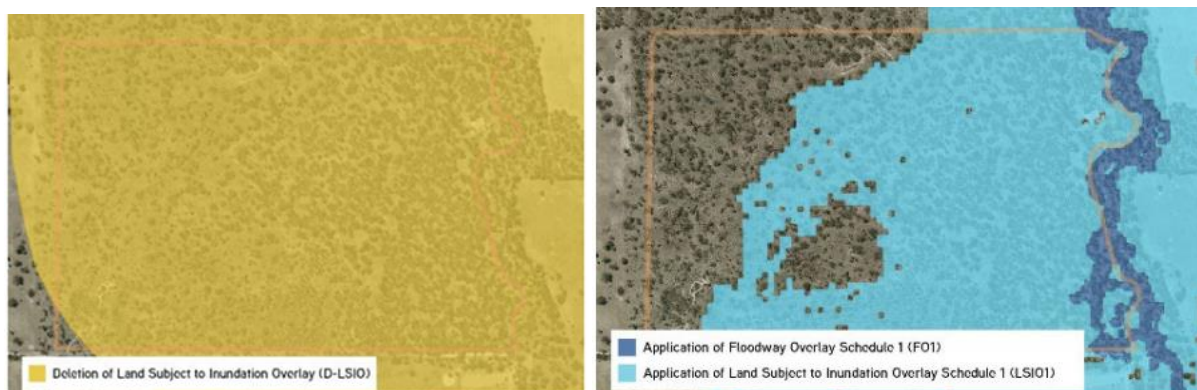 Deletion of Land Subject to Inundation Overlay (D-LSIO)
Application of Floodway Overlay Schedule 1 (FO1)
Application of Land Subject to Inundation Overlay Schedule 1 (LSIO1)